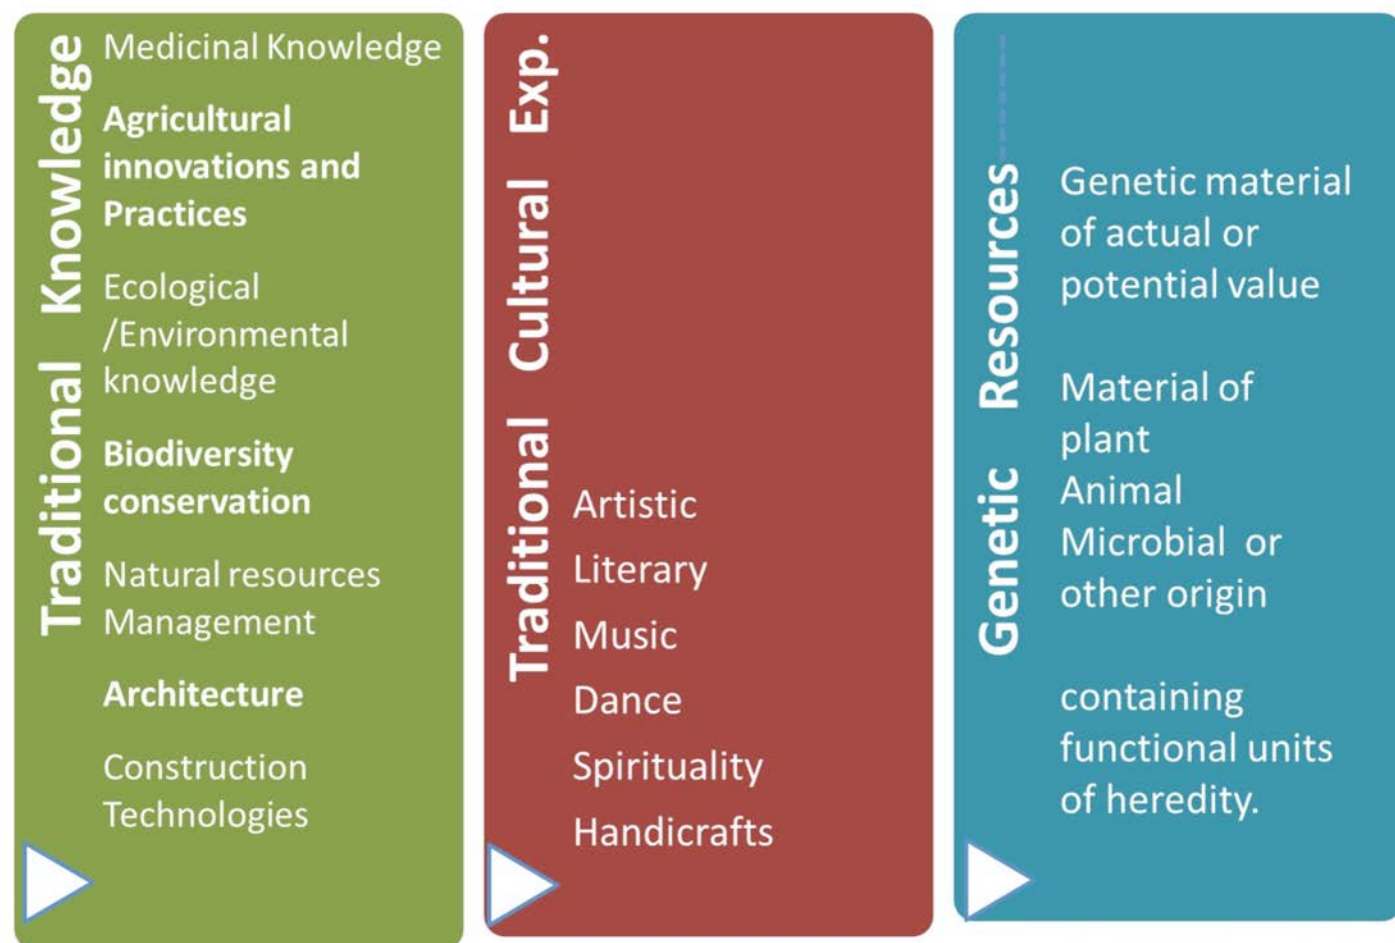 Traditional Knowledge
Medicinal Knowledge
Agricultural
innovations and
Practices
Ecological
/Environmental
knowledge
Biodiversity
conservation
Natural resources
Management
Architecture
Construction
Technologies
Traditional Cultural Exp.
Artistic
Literary
Music
Dance
Spirituality
Handicrafts
Genetic Resources
Genetic material
of actual or
potential value
Material of
plant
Animal
Microbial or
other origin
containing
functional units
of heredity.